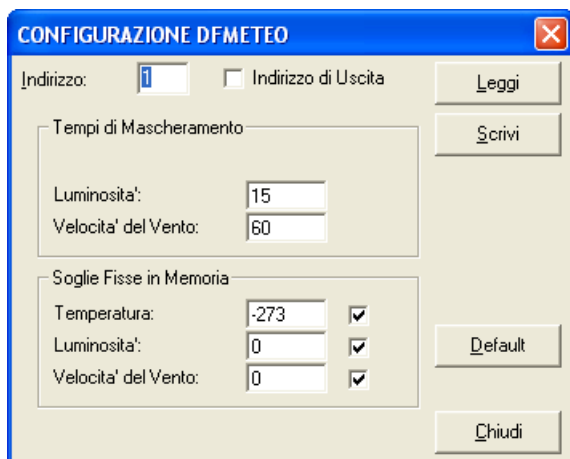 CONFIGURAZIONE DFMETEO
Indirizzo: 1 Indirizzo di Uscita Leggi
Scrivi
Tempi di Mascheramento
Luminosita': 15
Velocita' del Vento: 60
Soglie Fisse in Memoria
Temperatura: -273
Luminosita': 0
Velocita' del Vento: 0
Default
Chiudi